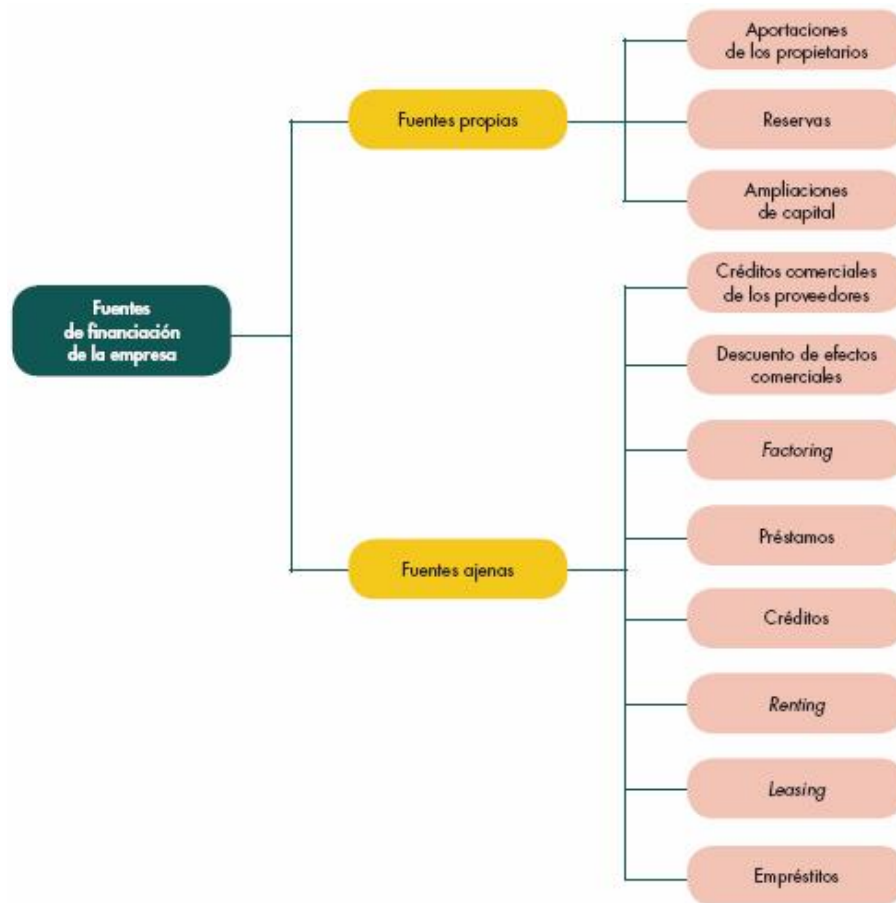 Fuentes
de financiación
de la empresa
Fuentes propias
Aportaciones
de los propietarios
Reservas
Ampliaciones
de capital
Fuentes ajenas
Créditos comerciales
de los proveedores
Descuento de efectos
comerciales
Factoring
Préstamos
Créditos
Renting
Leasing
Empréstitos